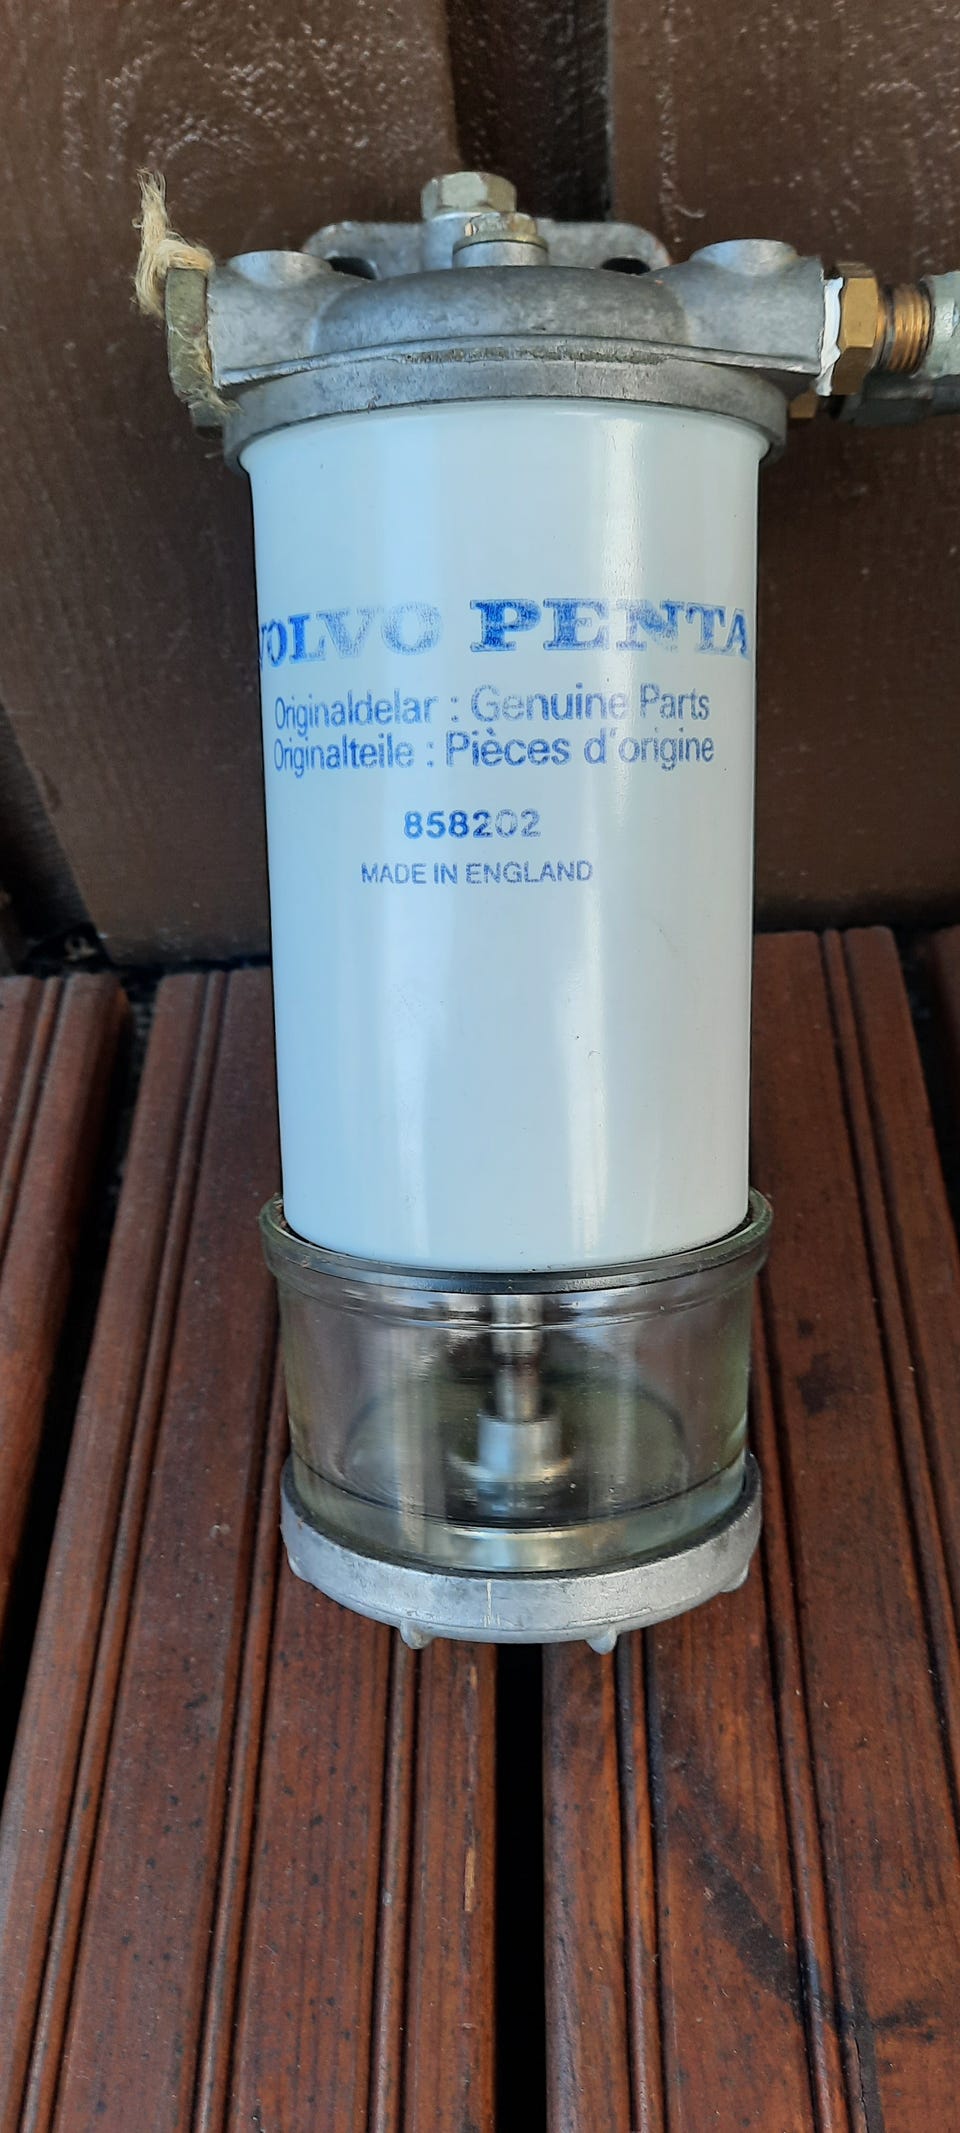 VOLVO PENTA
Originaldelar : Genuine Parts
Originalteile : Pièces d'origine
858202
MADE IN ENGLAND